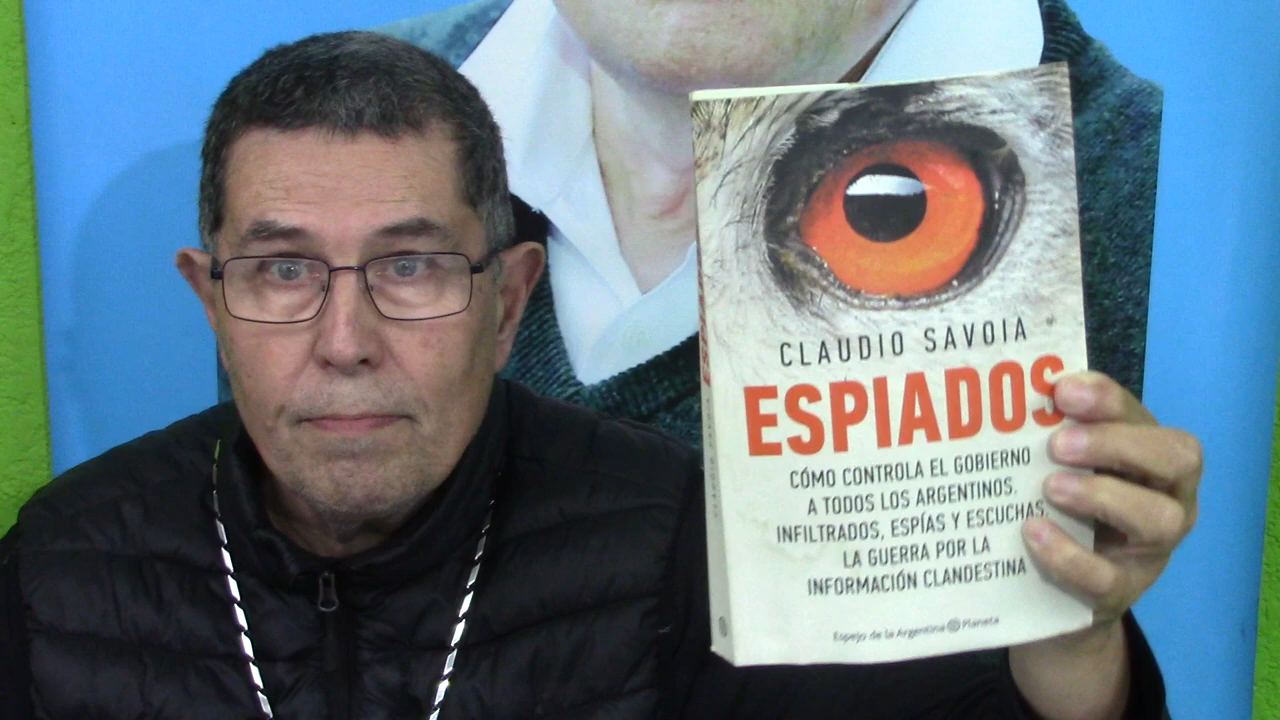 CLAUDIO SAVOIA
ESPIADOS
CÓMO CONTROLA EL GOBIERNO
A TODOS LOS ARGENTINOS.
INFILTRADOS, ESPÍAS Y ESCUCHAS.
LA GUERRA POR LA
INFORMACIÓN CLANDESTINA
Espejo de la Argentina Planeta